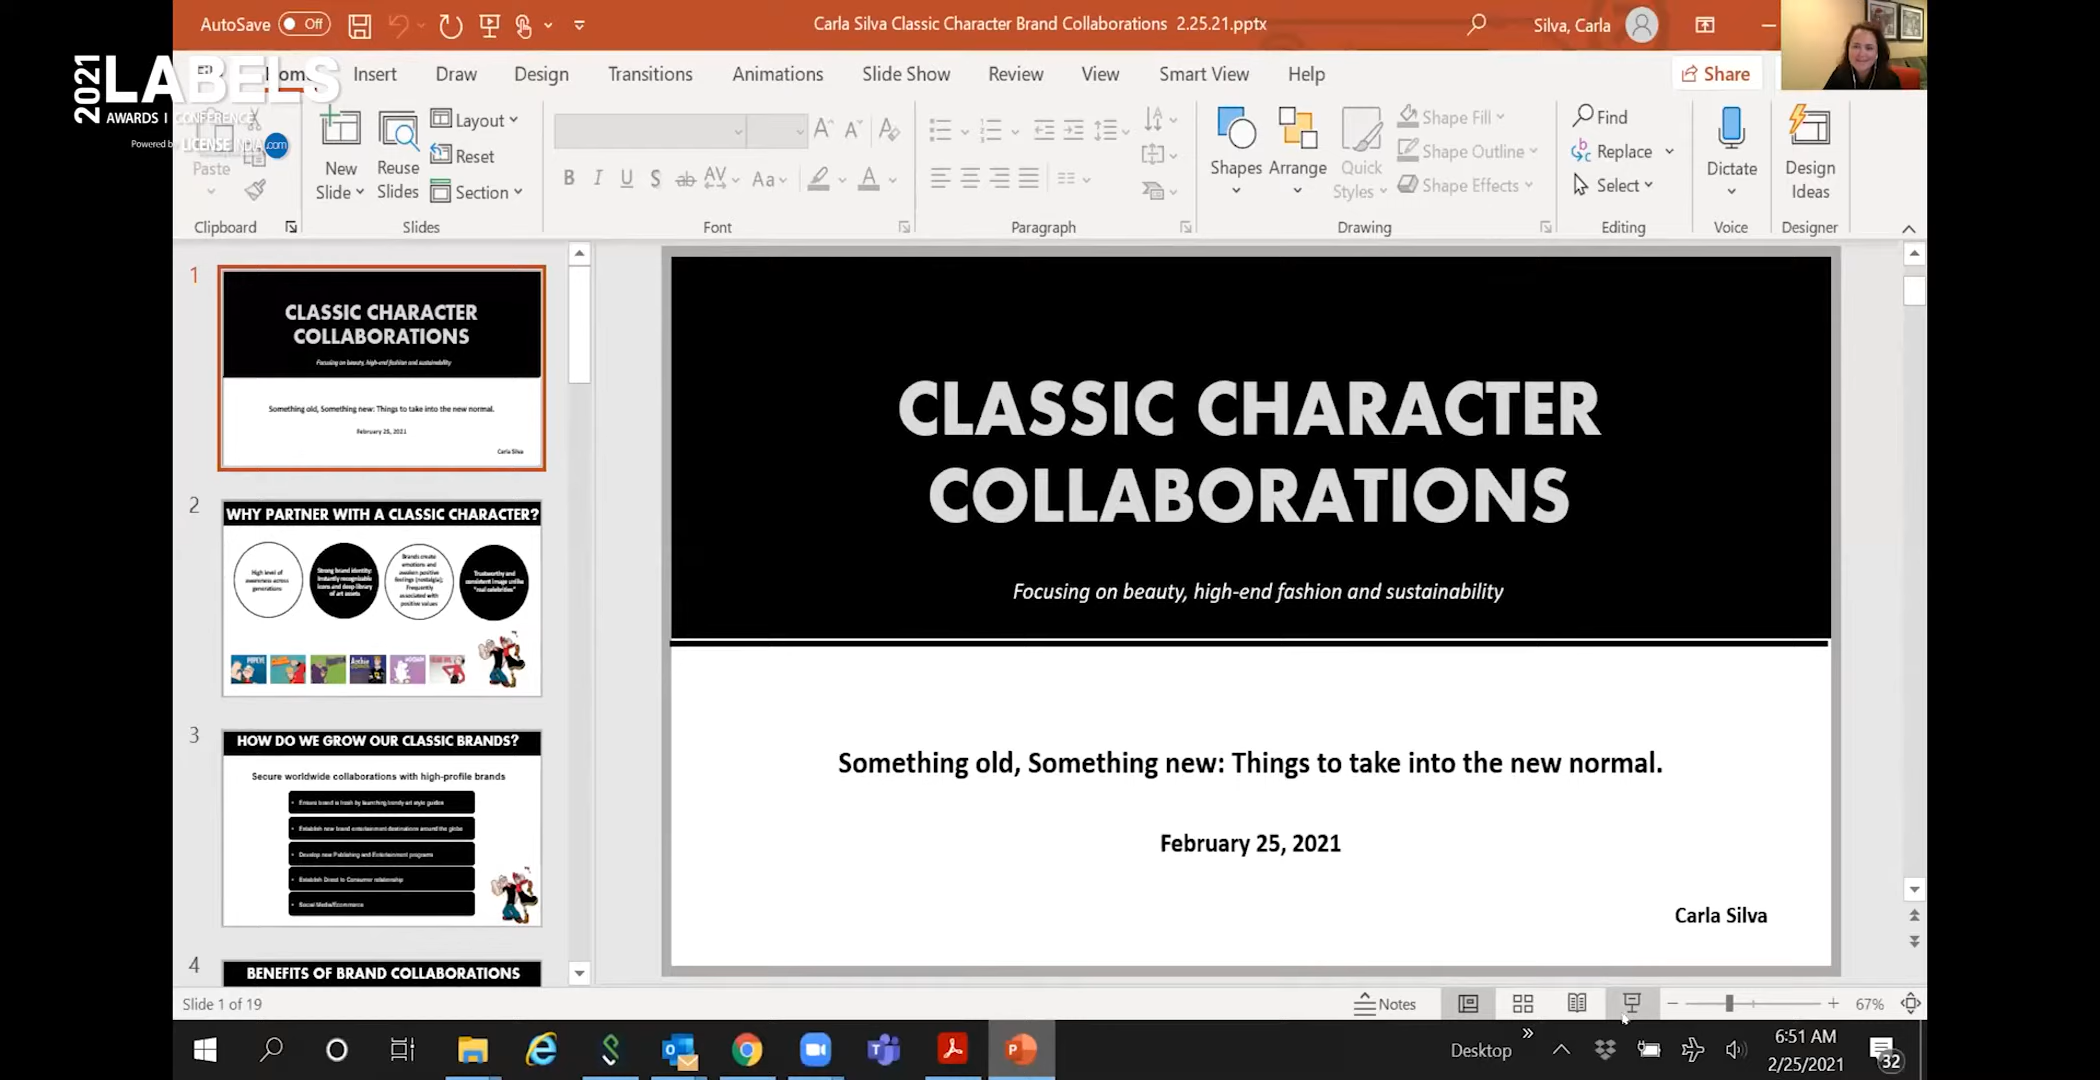 AutoSave Off
Carla Silva Classic Character Brand Collaborations 2.25.21.pptx
Silva, Carla
2021 LABELS
AWARDS | CONFERENCE
Powered by LICENSE INDIA.com
Home
Insert
Draw
Design
Transitions
Animations
Slide Show
Review
View
Smart View
Help
Share
Paste
New
Slide
Reuse
Slides
Layout
Reset
Section
B I U S ab AV Aa A
Shapes
Arrange
Quick
Styles
Shape Fill
Shape Outline
Shape Effects
Find
Replace
Select
Dictate
Design
Ideas
Clipboard
Slides
Font
Paragraph
Drawing
Editing
Voice
Designer
1
CLASSIC CHARACTER
COLLABORATIONS
Focusing on beauty, high-end fashion and sustainability
Something old, Something new: Things to take into the new normal.
February 25, 2021
Carla Silva
2
WHY PARTNER WITH A CLASSIC CHARACTER?
High level of
awareness across
generations
Strong brand identity:
Instantly recognizable
icons and deep library
of art assets
Brands create
emotions and
awaken positive
feelings (nostalgia);
Frequently
associated with
positive values
Trustworthy and
consistent image unlike
"real celebrities"
POPEYE
Archie
3
HOW DO WE GROW OUR CLASSIC BRANDS?
Secure worldwide collaborations with high-profile brands
Ensure brand is fresh by launching trendy art style guides
Establish new brand entertainment destinations around the globe
Develop new Publishing and Entertainment programs
Establish Direct to Consumer relationship
Social Media/Ecommerce
4
BENEFITS OF BRAND COLLABORATIONS
CLASSIC CHARACTER
COLLABORATIONS
Focusing on beauty, high-end fashion and sustainability
Something old, Something new: Things to take into the new normal.
February 25, 2021
Carla Silva
Slide 1 of 19
Notes
67%
Desktop
6:51 AM
2/25/2021
32